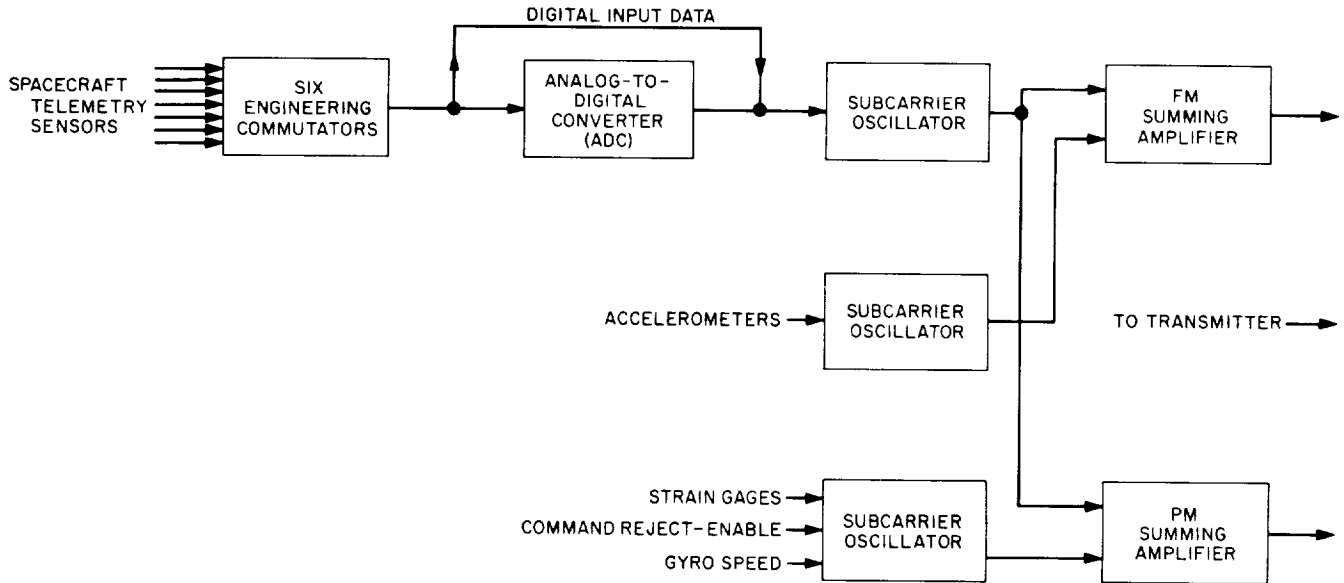 DIGITAL INPUT DATA
SPACECRAFT
TELEMETRY
SENSORS
SIX
ENGINEERING
COMMUTATORS
ANALOG-TO-
DIGITAL
CONVERTER
(ADC)
SUBCARRIER
OSCILLATOR
FM
SUMMING
AMPLIFIER
ACCELEROMETERS
SUBCARRIER
OSCILLATOR
TO TRANSMITTER
STRAIN GAGES
COMMAND REJECT-ENABLE
GYRO SPEED
SUBCARRIER
OSCILLATOR
PM
SUMMING
AMPLIFIER